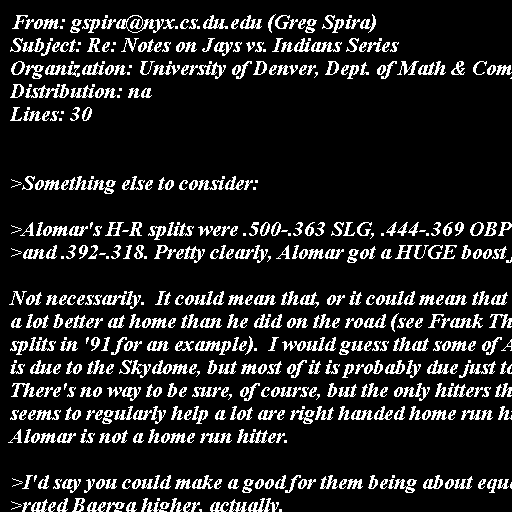 From: gspira@nyx.cs.du.edu (Greg Spira)
Subject: Re: Notes on Jays vs. Indians Series
Organization: University of Denver, Dept. of Math & Com
Distribution: na
Lines: 30
>Something else to consider:
>Alomar's H-R splits were .500-.363 SLG, .444-.369 OBP
>and .392-.318. Pretty clearly, Alomar got a HUGE boost
Not necessarily.  It could mean that, or it could mean that
a lot better at home than he did on the road (see Frank Th
splits in '91 for an example).  I would guess that some of A
is due to the Skydome, but most of it is probably due just to
There's no way to be sure, of course, but the only hitters th
seems to regularly help a lot are right handed home run h
Alomar is not a home run hitter.
>I'd say you could make a good for them being about equ
>rated Baerga higher, actually.